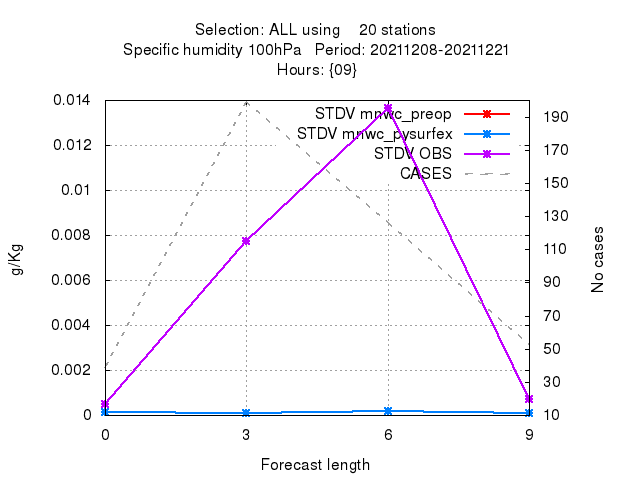 Selection: ALL using    20 stations
Specific humidity 100hPa   Period: 20211208-20211221
Hours: {09}
STDV mnwc_preop
STDV mnwc_pysurfex
STDV OBS
CASES
g/Kg
0.014
0.012
0.01
0.008
0.006
0.004
0.002
0
190
170
150
130
110
90
70
50
30
10
No cases
0 3 6 9
Forecast length